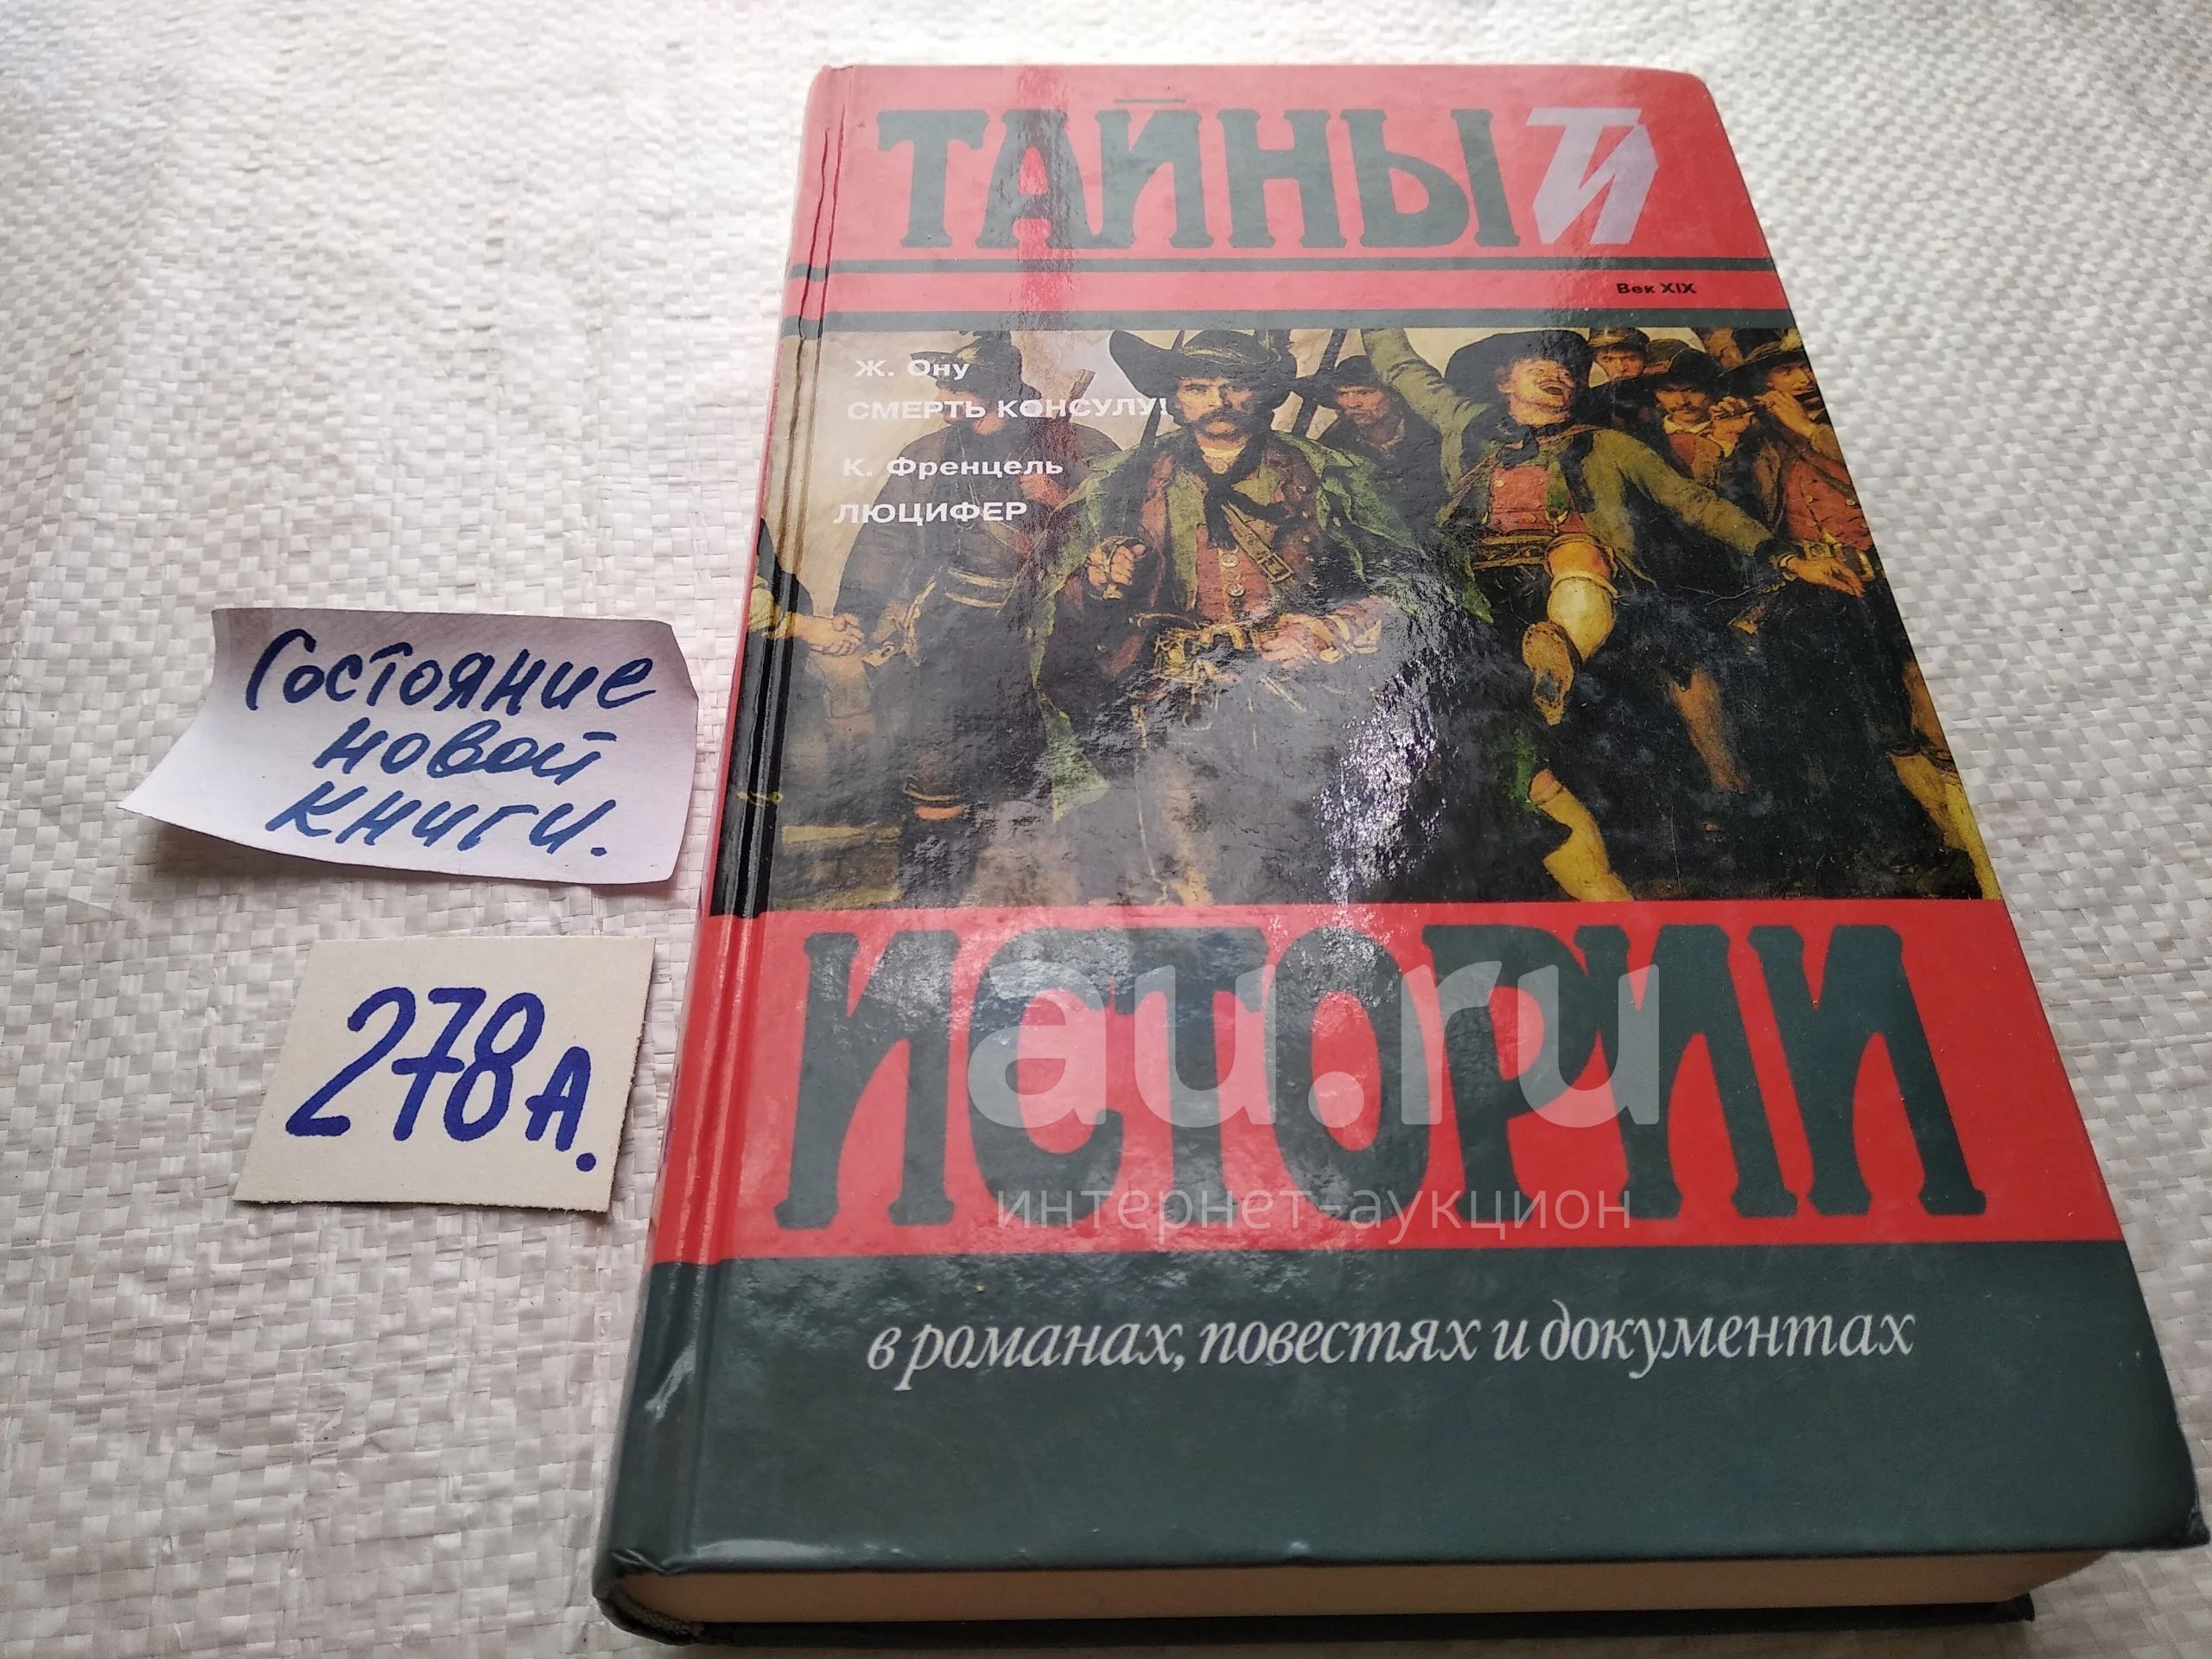 ТАЙНЫ ТИ
Век XIX
Ж. Ону
СМЕРТЬ КОНСУЛУ!
К. Френцель
ЛЮЦИФЕР
Состояние
новой
книги.
278А.
ИСТОРИИ
au.ru
интернет-аукцион
в романах, повестях и документах